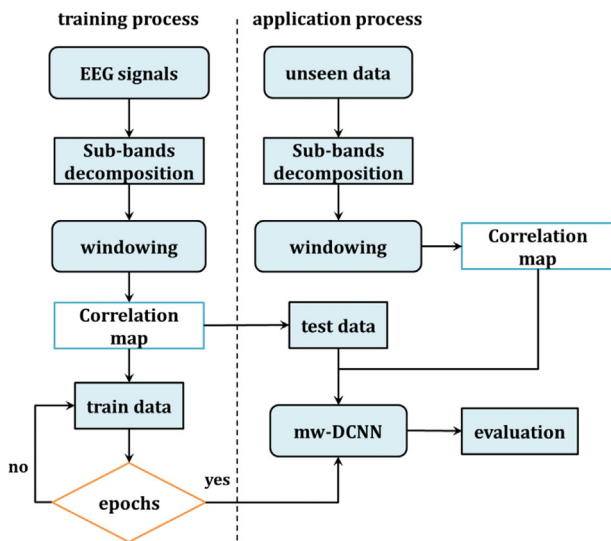 training process
application process
EEG signals
unseen data
Sub-bands
decomposition
Sub-bands
decomposition
windowing
windowing
Correlation
map
Correlation
map
test data
train data
mw-DCNN
evaluation
no
yes
epochs